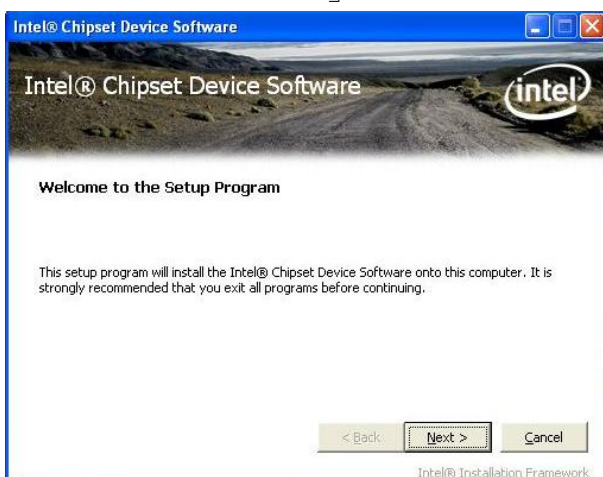 Intel® Chipset Device Software
Intel® Chipset Device Software
intel
Welcome to the Setup Program
This setup program will install the Intel® Chipset Device Software onto this computer. It is
strongly recommended that you exit all programs before continuing.
< Back Next > Cancel
Intel® Installation Framework